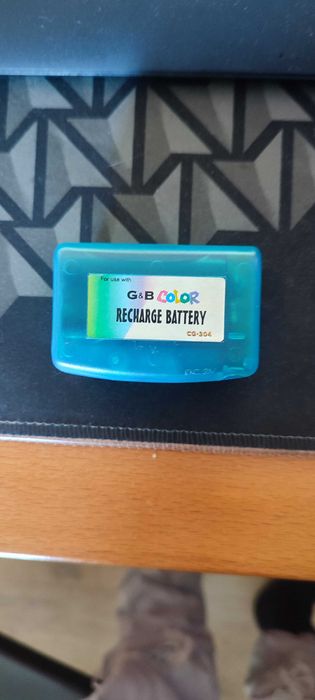 For use with
G&B COLOR
RECHARGE BATTERY
CG-304